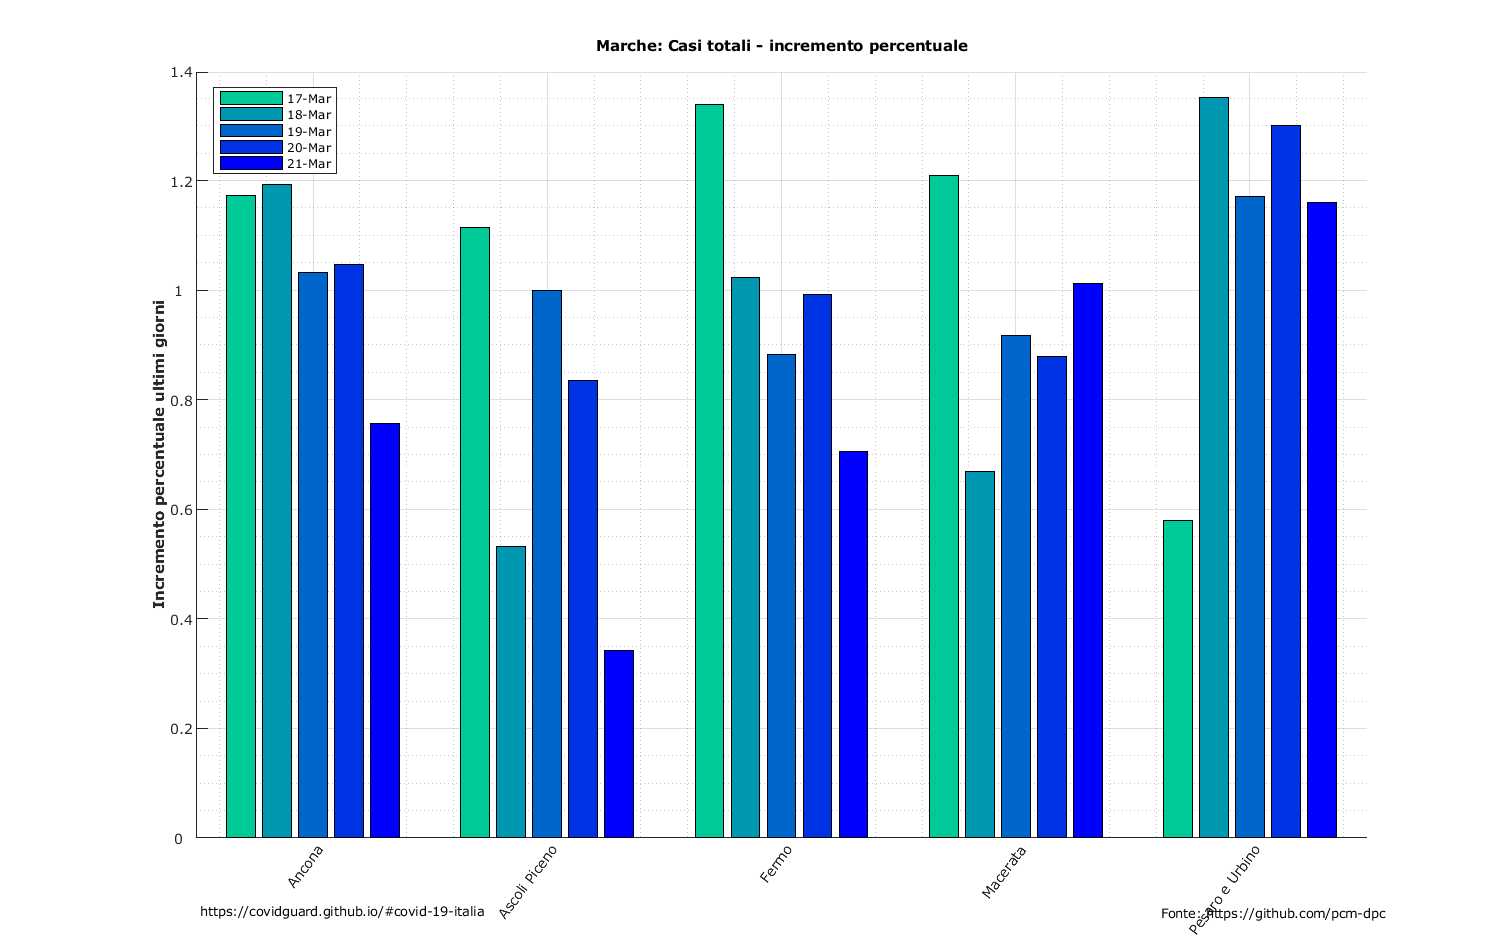 Marche: Casi totali - incremento percentuale
1.4
1.2
1
0.8
0.6
0.4
0.2
0
Incremento percentuale ultimi giorni
17-Mar
18-Mar
19-Mar
20-Mar
21-Mar
Ancona
Ascoli Piceno
Fermo
Macerata
Pesaro e Urbino
https://covidguard.github.io/#covid-19-italia
Fonte: https://github.com/pcm-dpc